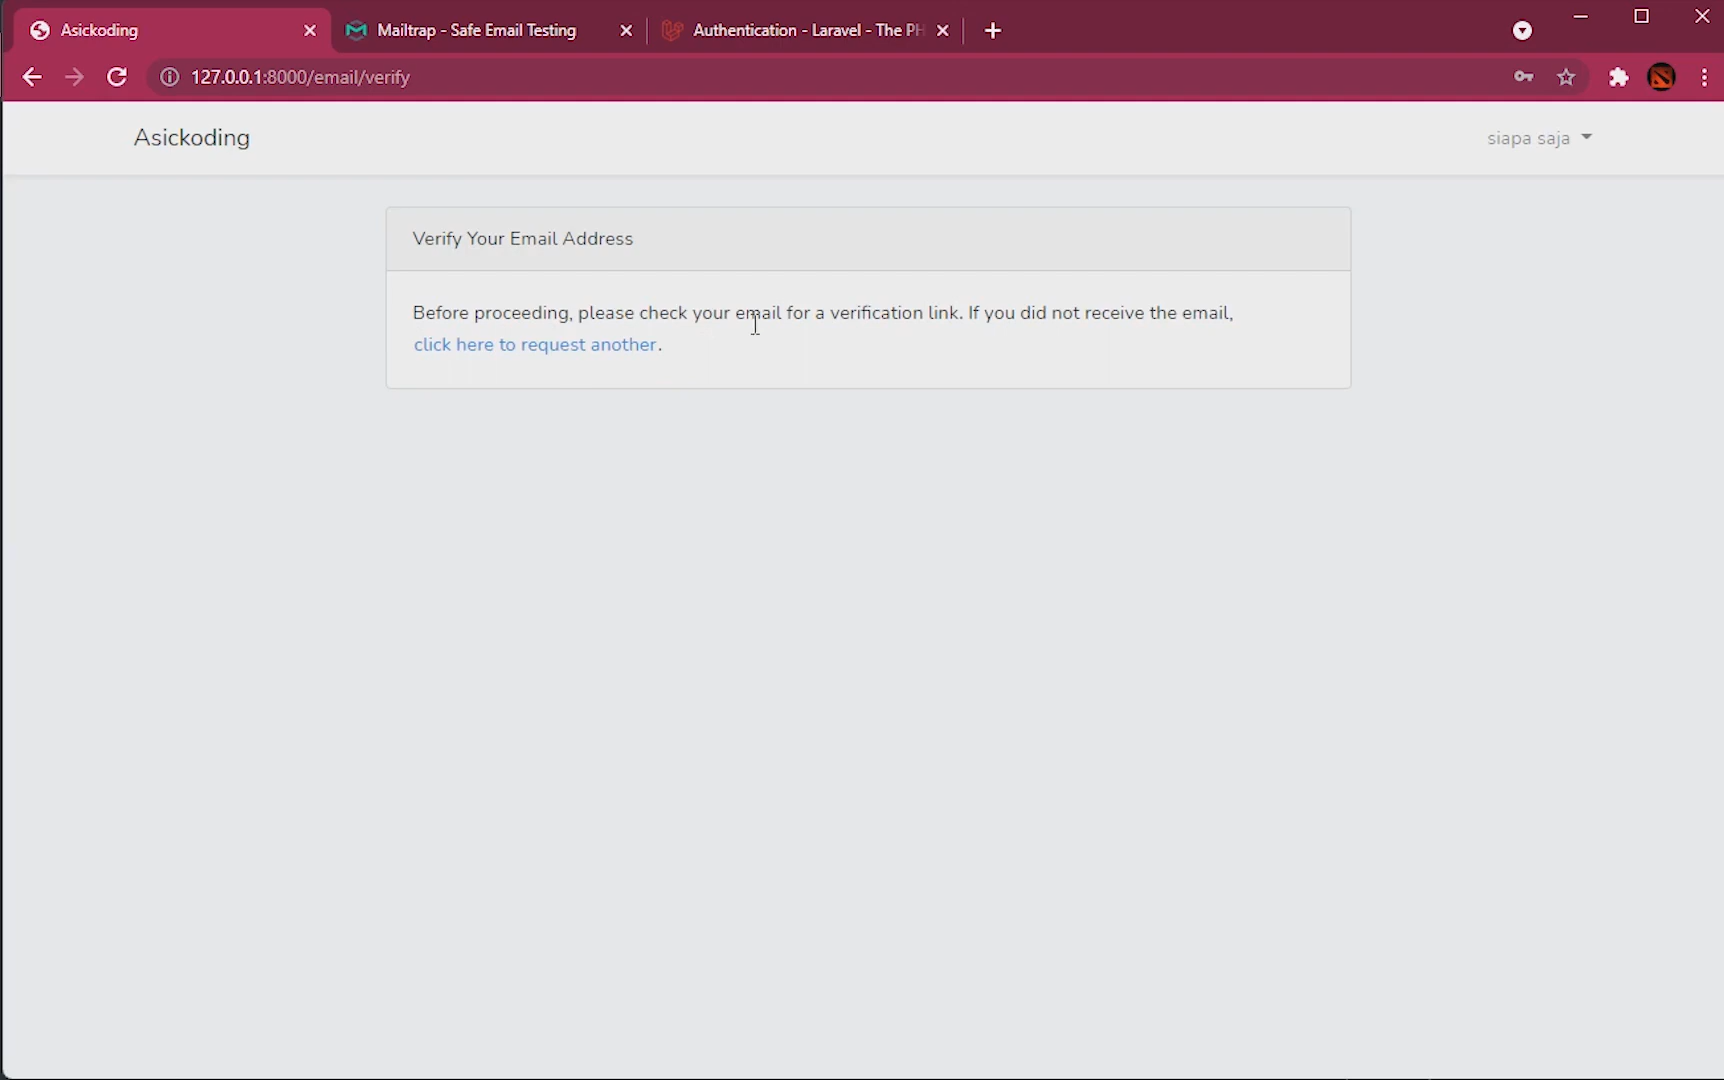 Asickoding
Mailtrap - Safe Email Testing
Authentication - Laravel - The PH
127.0.0.1:8000/email/verify
Asickoding
siapa saja
Verify Your Email Address
Before proceeding, please check your email for a verification link. If you did not receive the email,
click here to request another.